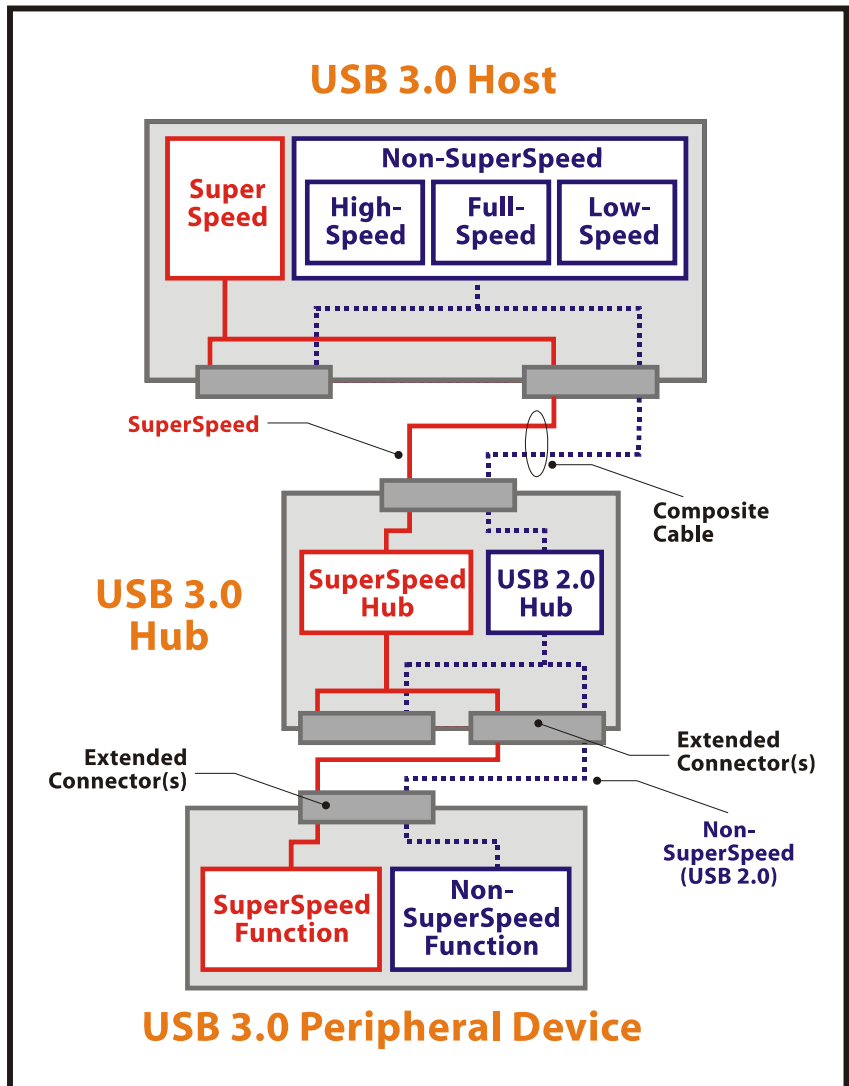 USB 3.0 Host
Super
Speed
Non-SuperSpeed
High-
Speed
Full-
Speed
Low-
Speed
SuperSpeed
Composite
Cable
USB 3.0
Hub
SuperSpeed
Hub
USB 2.0
Hub
Extended
Connector(s)
Extended
Connector(s)
Non-
SuperSpeed
(USB 2.0)
SuperSpeed
Function
Non-
SuperSpeed
Function
USB 3.0 Peripheral Device